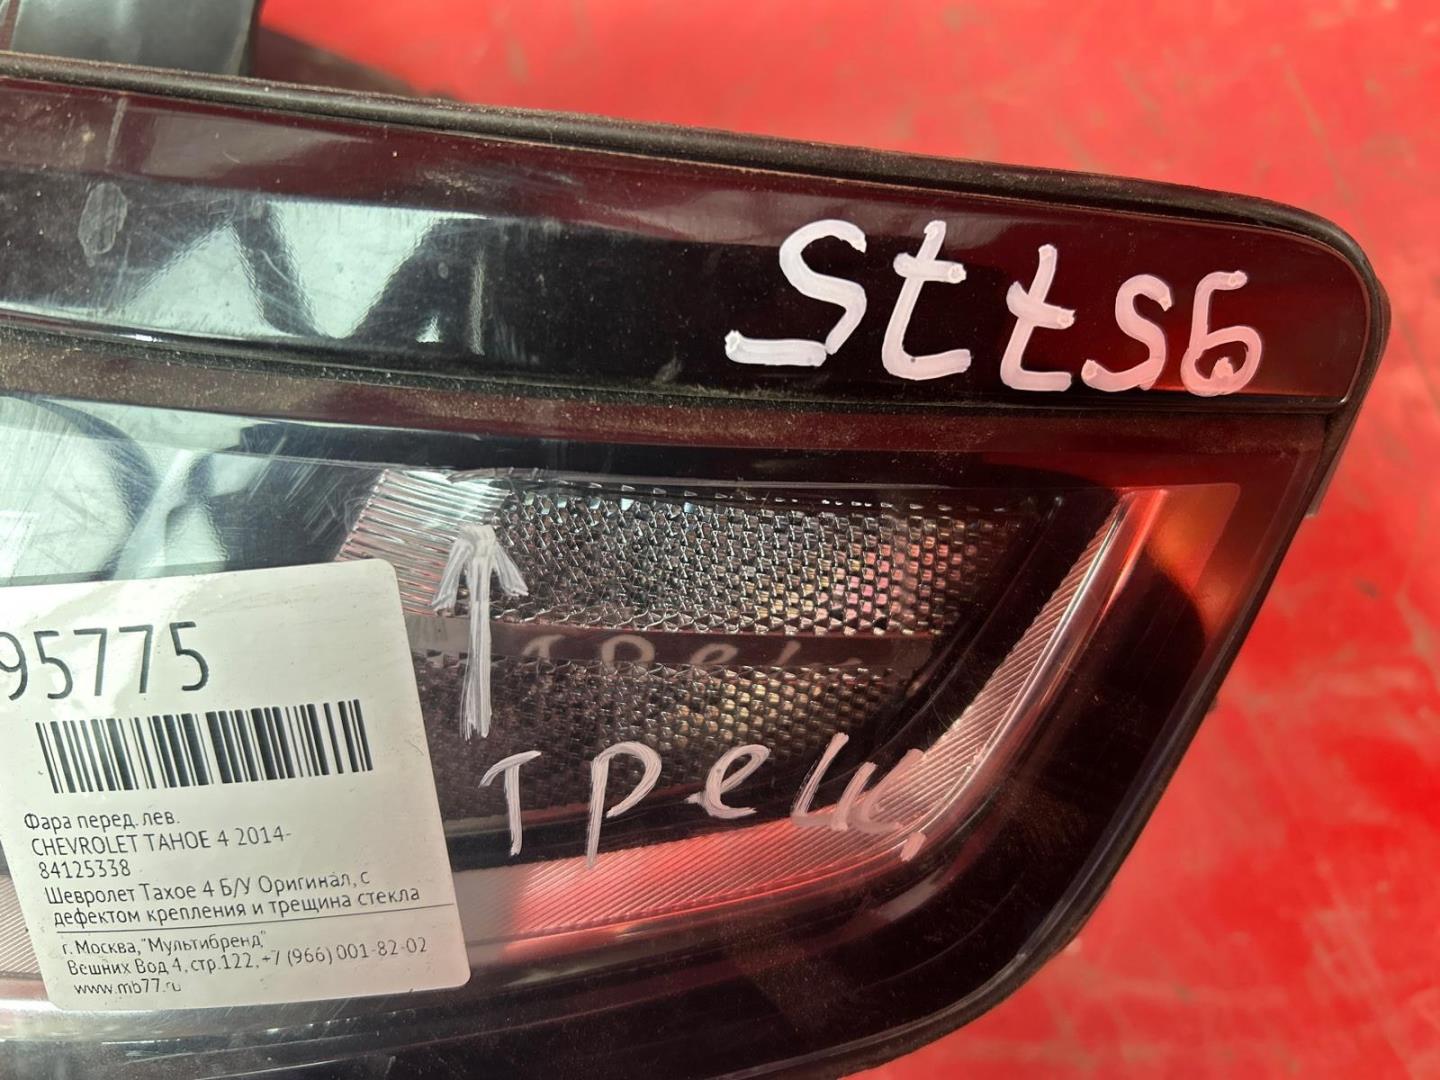 95775
95775
Фара перед. лев.
CHEVROLET TAHOE 4 2014-
84125338
Шевролет Тахое 4 Б/У Оригинал, с
дефектом крепления и трещина стекла
г. Москва,"Мультибренд"
Вешних Вод 4, стр.122, +7 (966) 001-82-02
www.mb77.ru
трещ